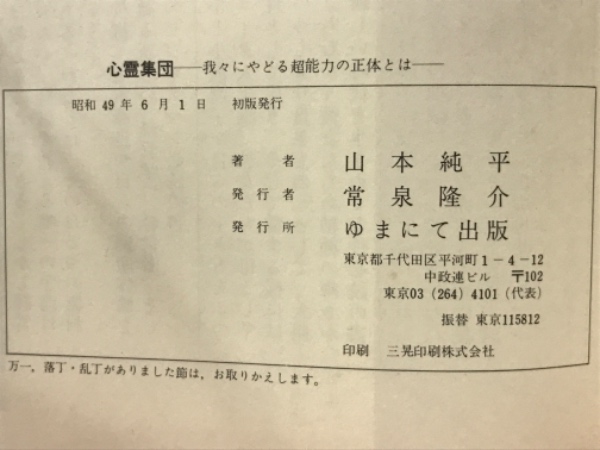 心霊集団――我々にやどる超能力の正体とは――
昭和49年6月1日 初版発行
著者 山本純平
発行者 常泉隆介
発行所 ゆまにて出版
東京都千代田区平河町1-4-12
中政連ビル 〒102
東京03(264)4101(代表)
振替 東京115812
印刷 三晃印刷株式会社
万一，落丁・乱丁がありました節は，お取りかえします。